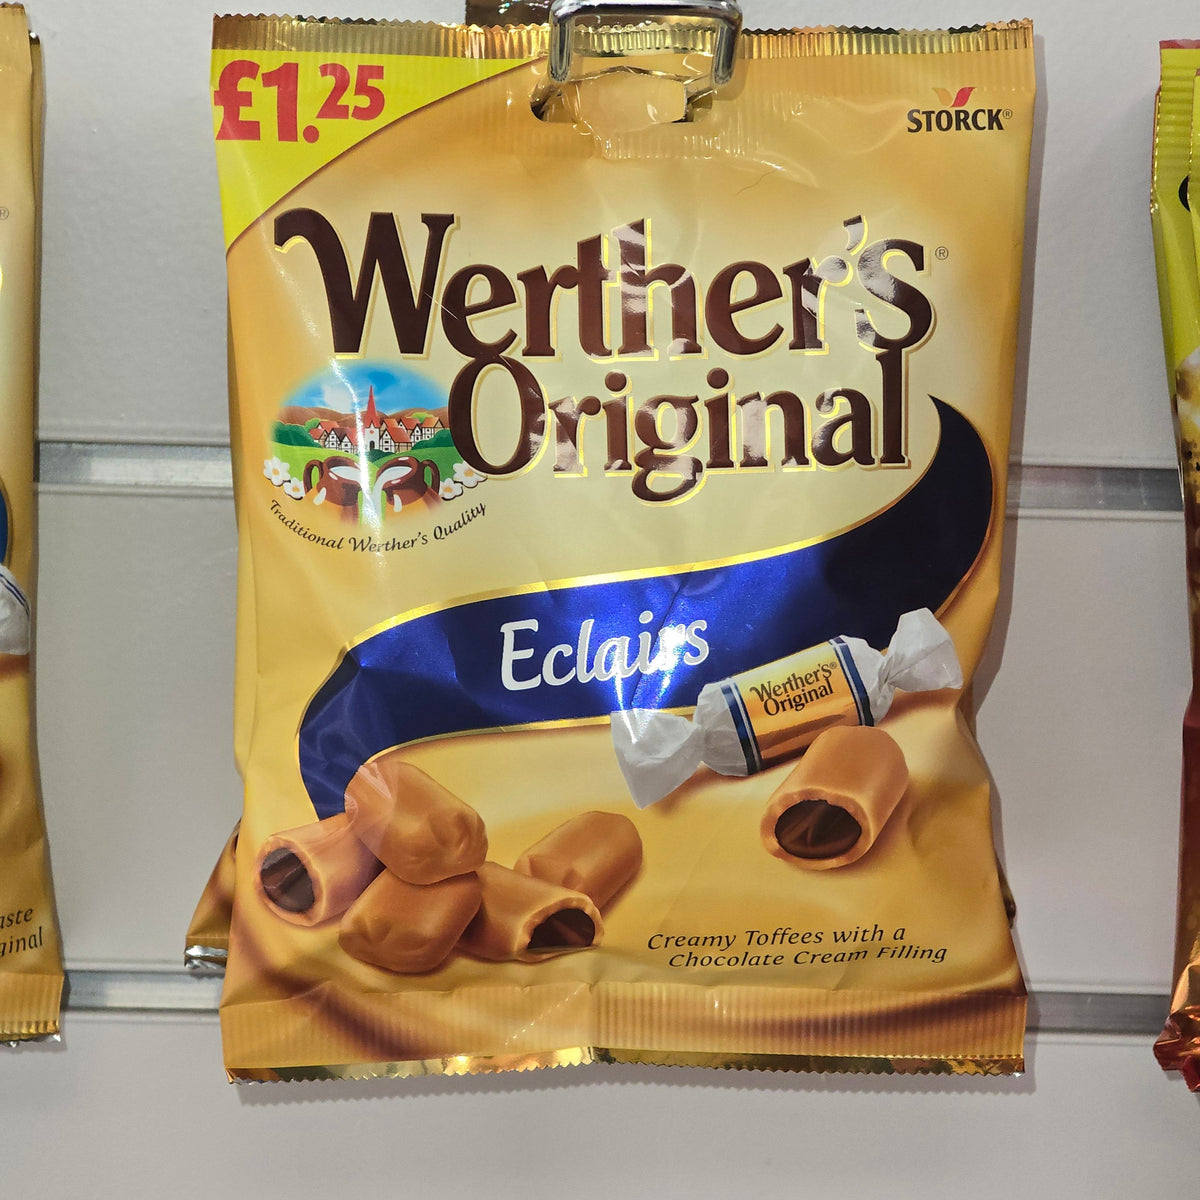 £1.25
STORCK®
Werther's®
Original
Traditional Werther's Quality
Eclairs
Werther's®
Original
Creamy Toffees with a
Chocolate Cream Filling